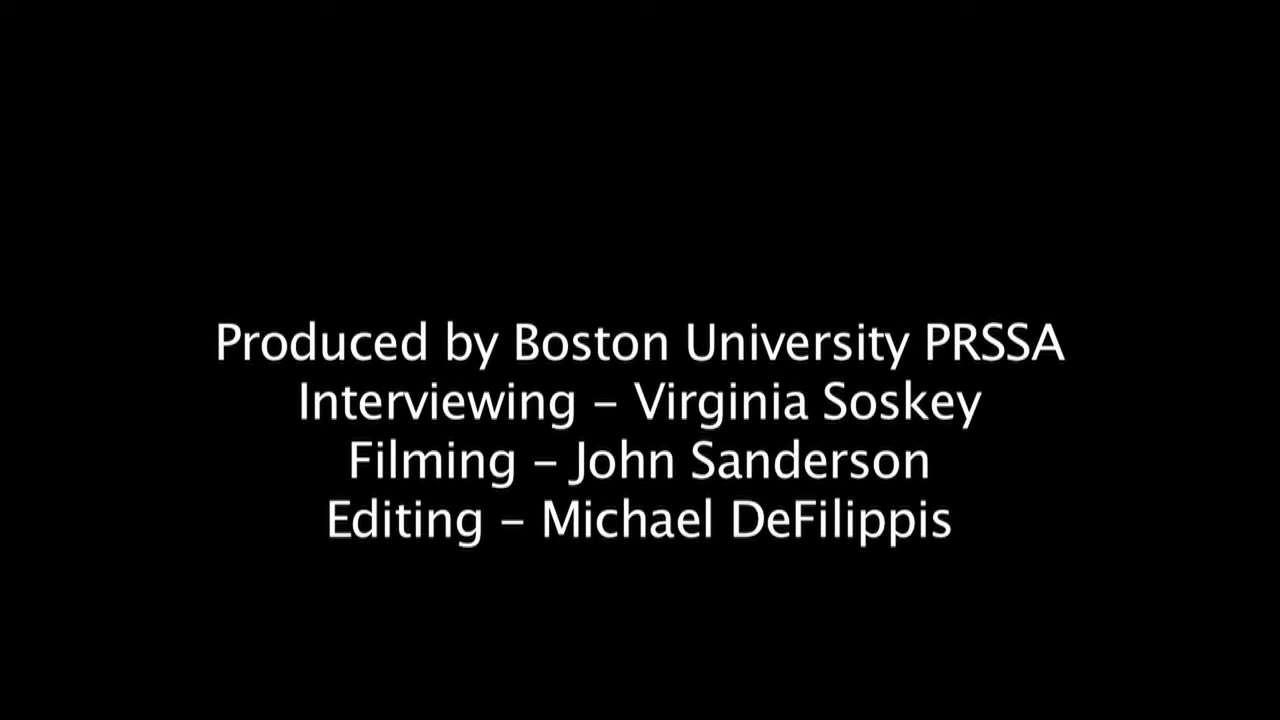 Produced by Boston University PRSSA
Interviewing – Virginia Soskey
Filming – John Sanderson
Editing – Michael DeFilippis